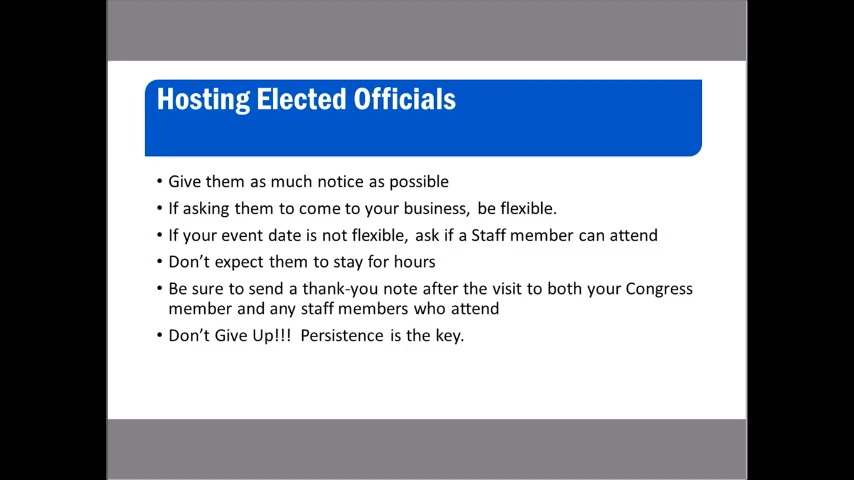 Hosting Elected Officials
• Give them as much notice as possible
• If asking them to come to your business, be flexible.
• If your event date is not flexible, ask if a Staff member can attend
• Don’t expect them to stay for hours
• Be sure to send a thank-you note after the visit to both your Congress
member and any staff members who attend
• Don’t Give Up!!! Persistence is the key.